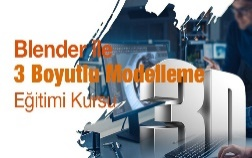 Blender ile
3 Boyutlu Modelleme
Eğitimi Kursu
3D